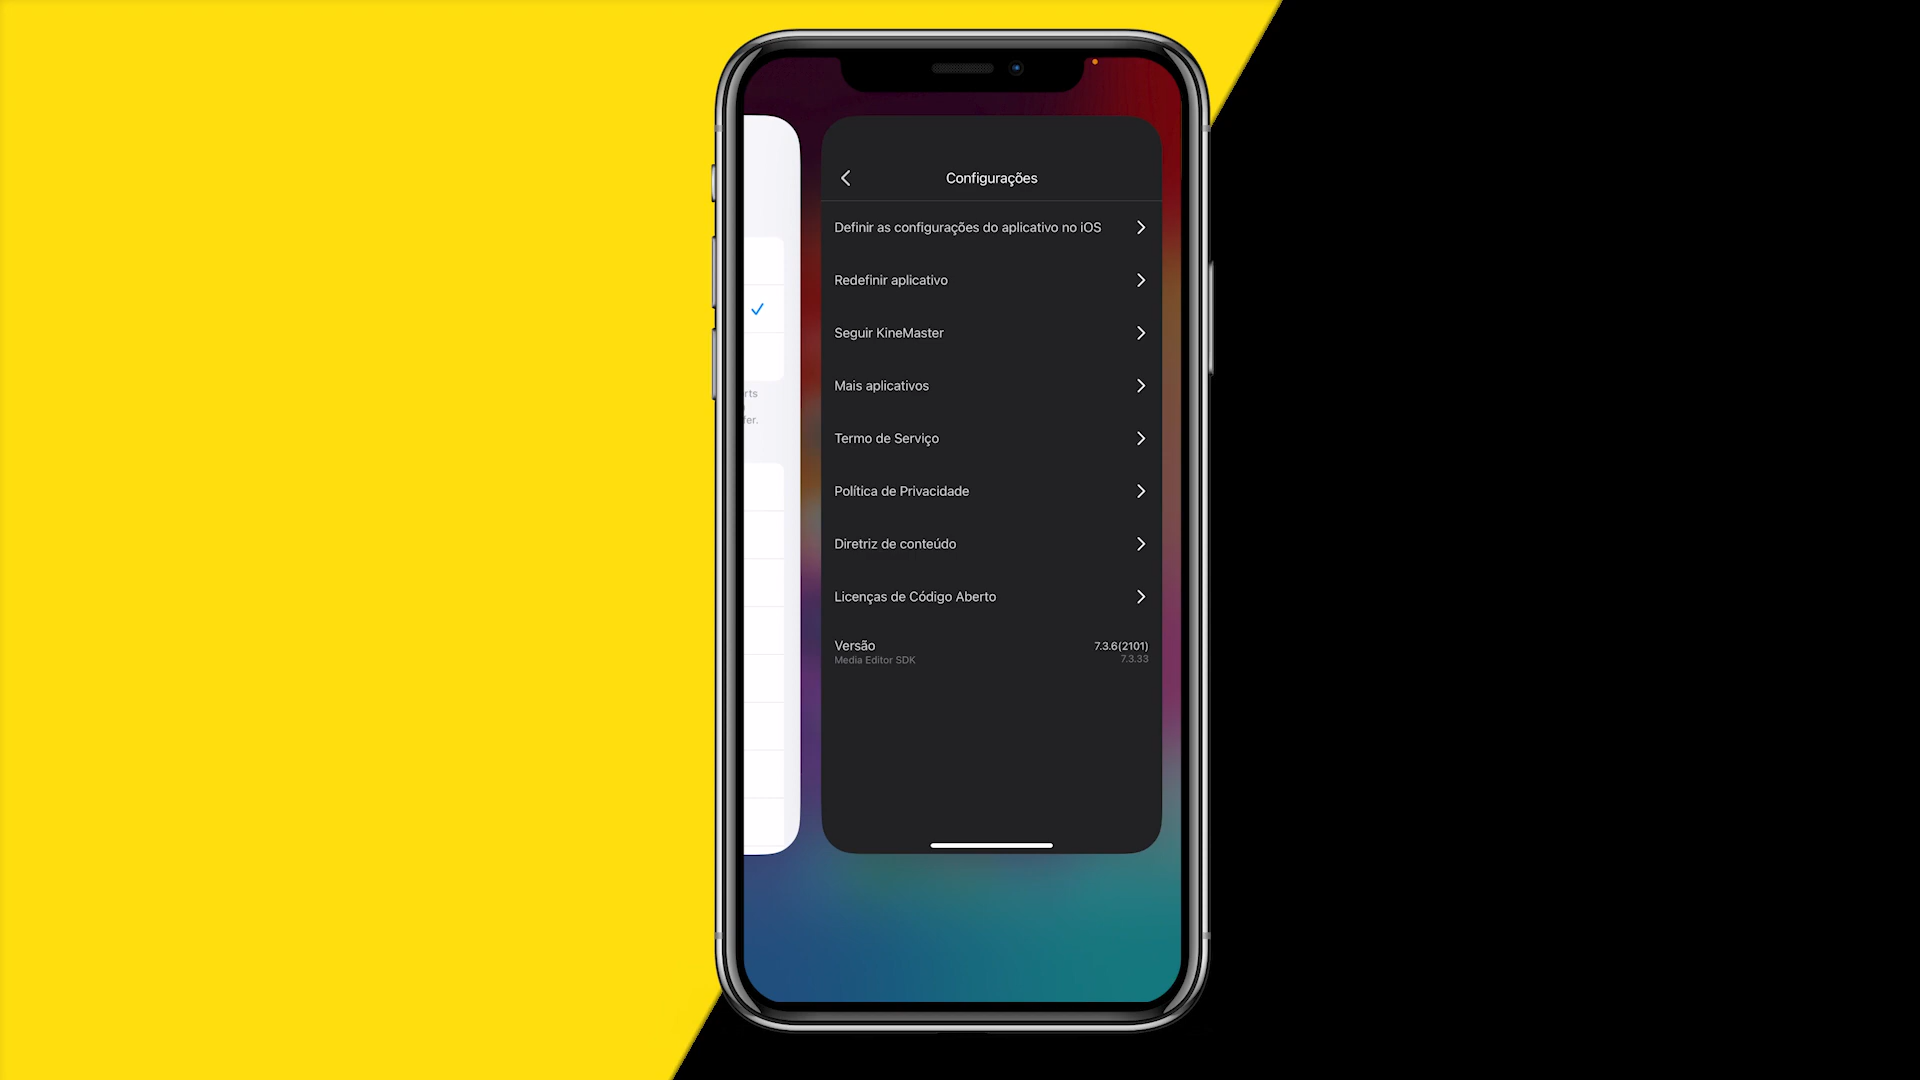 Configurações
Definir as configurações do aplicativo no iOS
Redefinir aplicativo
Seguir KineMaster
Mais aplicativos
rts
fer.
Termo de Serviço
Política de Privacidade
Diretriz de conteúdo
Licenças de Código Aberto
Versão 7.3.6(2101)
Media Editor SDK 7.3.33